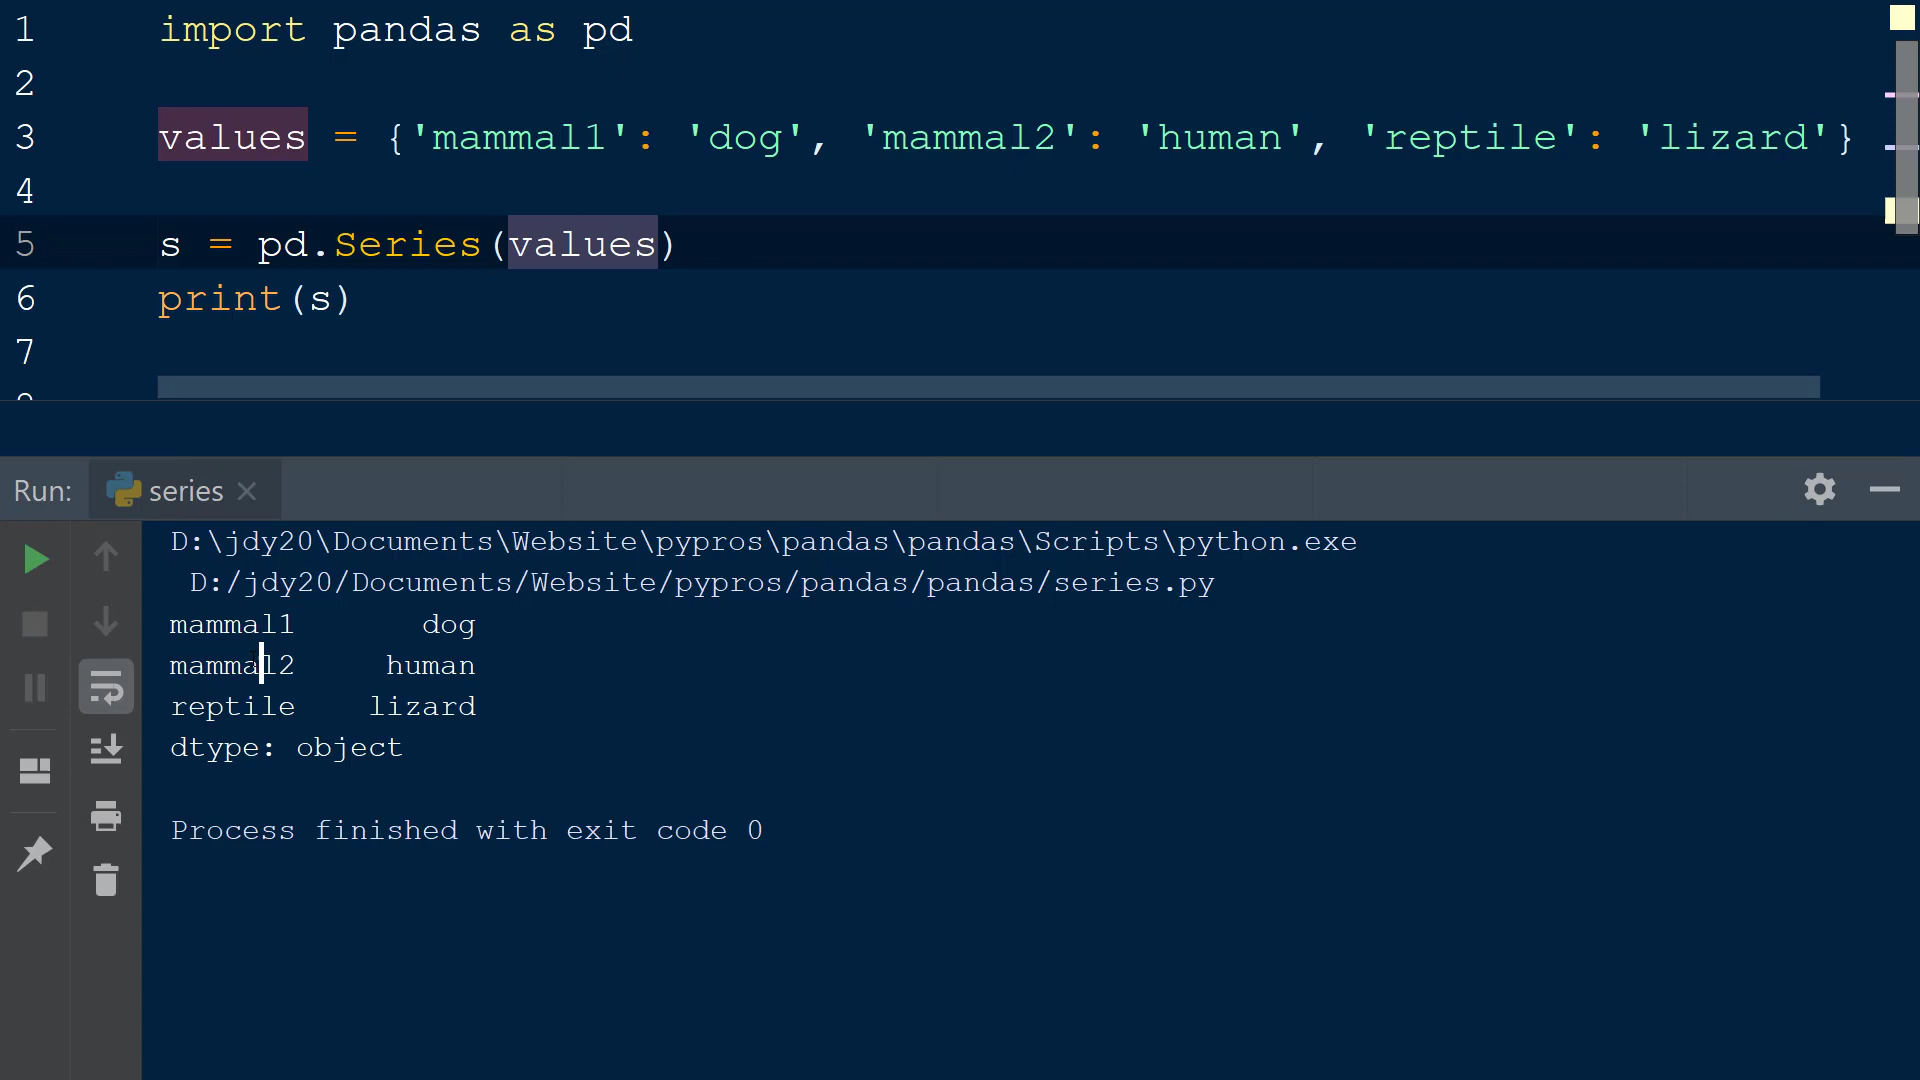 1 import pandas as pd
2
3 values = {'mammal1': 'dog', 'mammal2': 'human', 'reptile': 'lizard'}
4
5 s = pd.Series(values)
6 print(s)
7
Run: series
D:\jdy20\Documents\Website\pypros\pandas\pandas\Scripts\python.exe
D:/jdy20/Documents/Website/pypros/pandas/pandas/series.py
mammal1 dog
mammal2 human
reptile lizard
dtype: object
Process finished with exit code 0